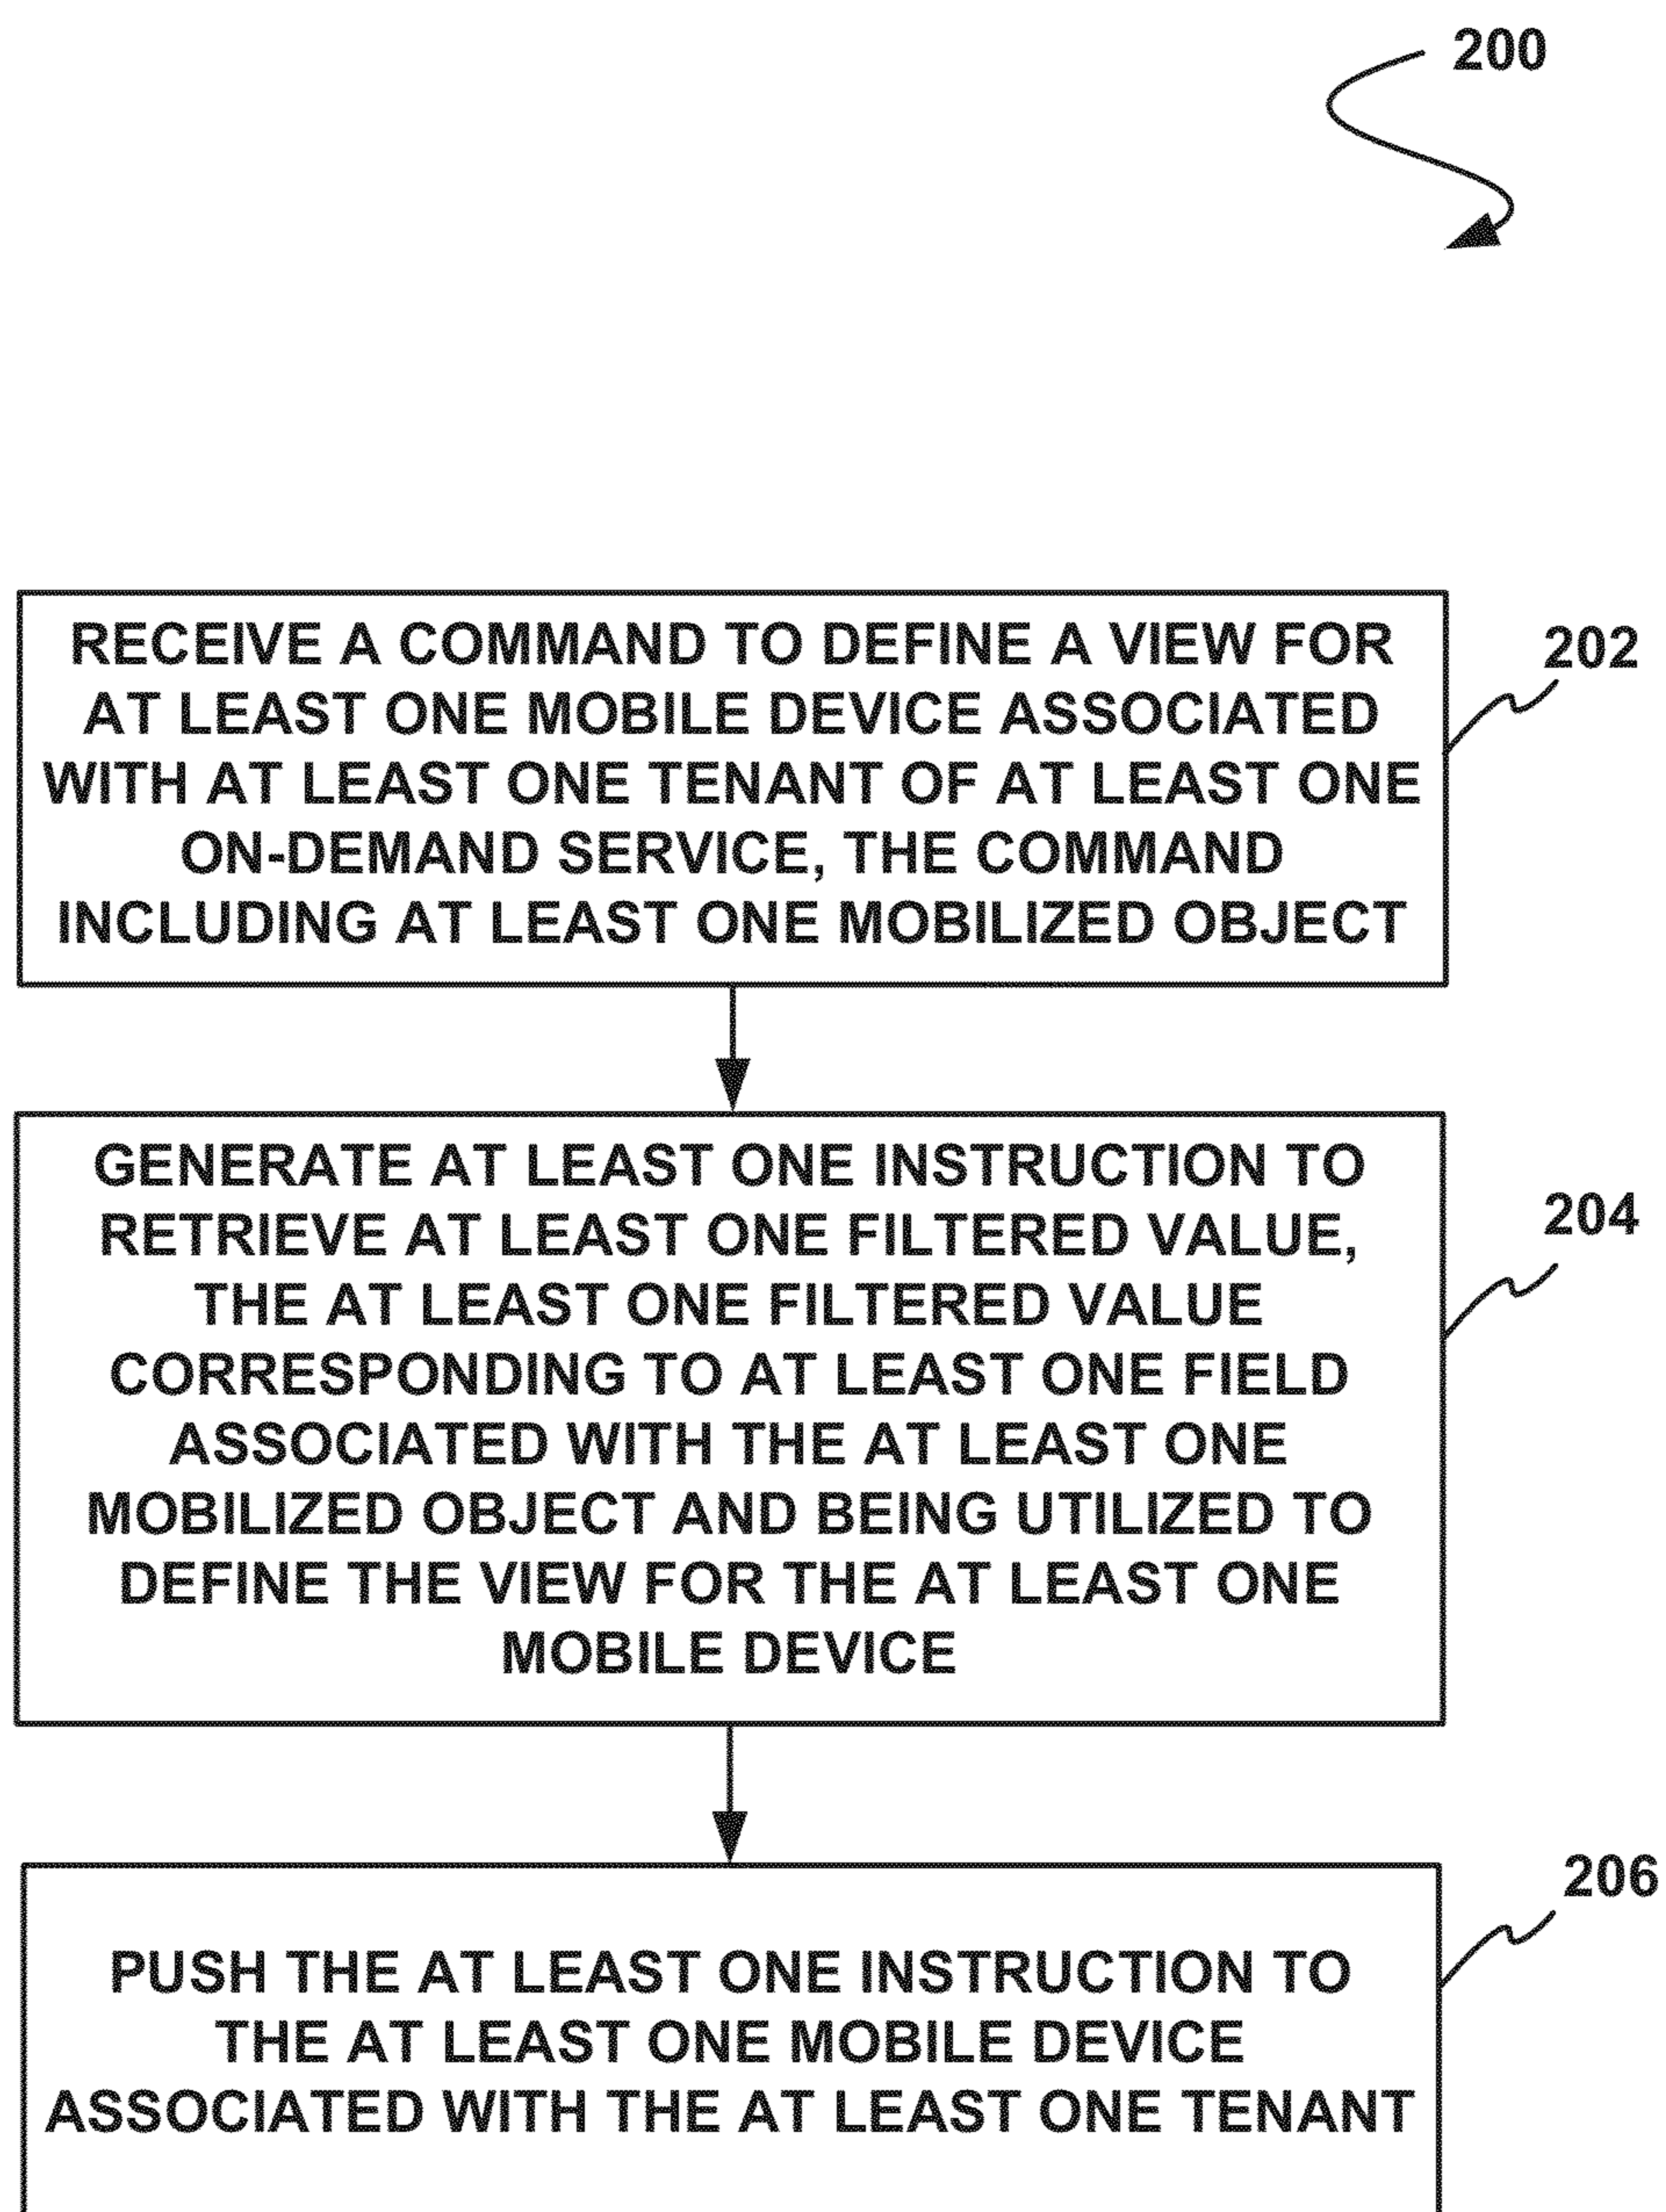 200
RECEIVE A COMMAND TO DEFINE A VIEW FOR
AT LEAST ONE MOBILE DEVICE ASSOCIATED
WITH AT LEAST ONE TENANT OF AT LEAST ONE
ON-DEMAND SERVICE, THE COMMAND
INCLUDING AT LEAST ONE MOBILIZED OBJECT
202
GENERATE AT LEAST ONE INSTRUCTION TO
RETRIEVE AT LEAST ONE FILTERED VALUE,
THE AT LEAST ONE FILTERED VALUE
CORRESPONDING TO AT LEAST ONE FIELD
ASSOCIATED WITH THE AT LEAST ONE
MOBILIZED OBJECT AND BEING UTILIZED TO
DEFINE THE VIEW FOR THE AT LEAST ONE
MOBILE DEVICE
204
PUSH THE AT LEAST ONE INSTRUCTION TO
THE AT LEAST ONE MOBILE DEVICE
ASSOCIATED WITH THE AT LEAST ONE TENANT
206